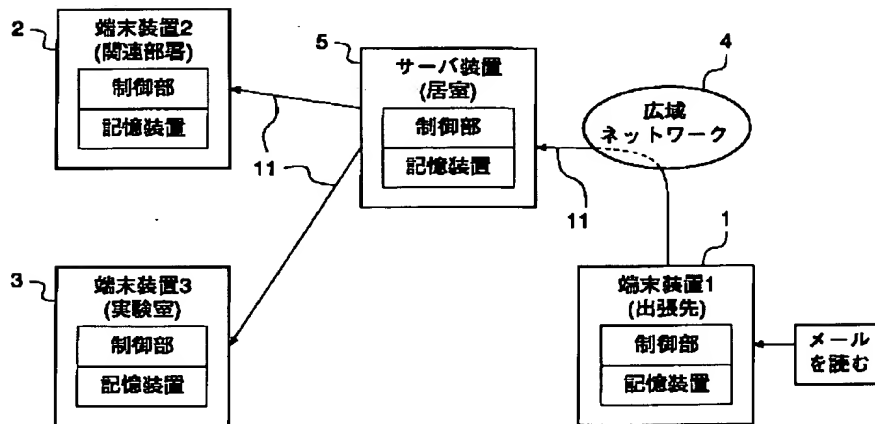 2
端末装置2
(関連部署)
制御部
記憶装置
5
サーバ装置
(居室)
制御部
記憶装置
4
広域
ネットワーク
11
11
11
3
端末装置3
(実験室)
制御部
記憶装置
1
端末装置1
(出張先)
制御部
記憶装置
メール
を読む